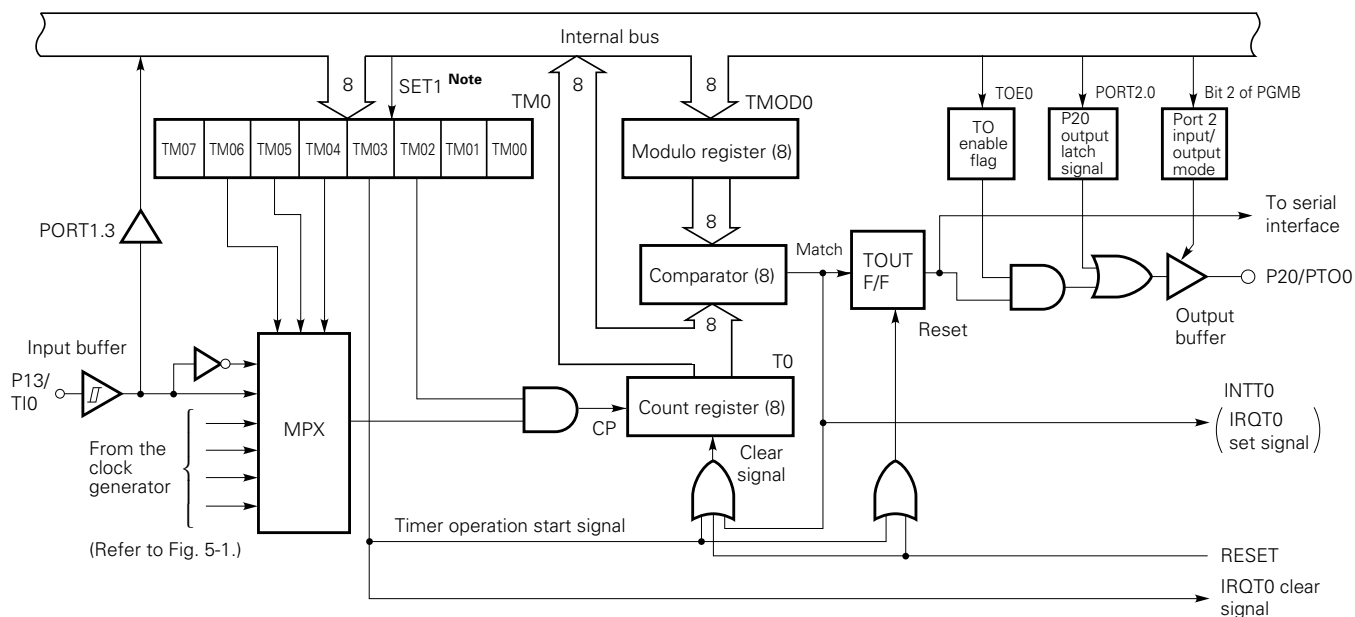 Internal bus
8
SET1 Note
TM0
8
TMOD0
TOE0
PORT2.0
Bit 2 of PGMB
TM07
TM06
TM05
TM04
TM03
TM02
TM01
TM00
Modulo register (8)
TO
enable
flag
P20
output
latch
signal
Port 2
input/
output
mode
PORT1.3
8
To serial
interface
Comparator (8)
Match
TOUT
F/F
P20/PTO0
8
Reset
Output
buffer
Input buffer
P13/
TI0
T0
MPX
CP
Count register (8)
INTT0
(IRQT0
set signal)
From the
clock
generator
Clear
signal
Timer operation start signal
(Refer to Fig. 5-1.)
RESET
IRQT0 clear
signal